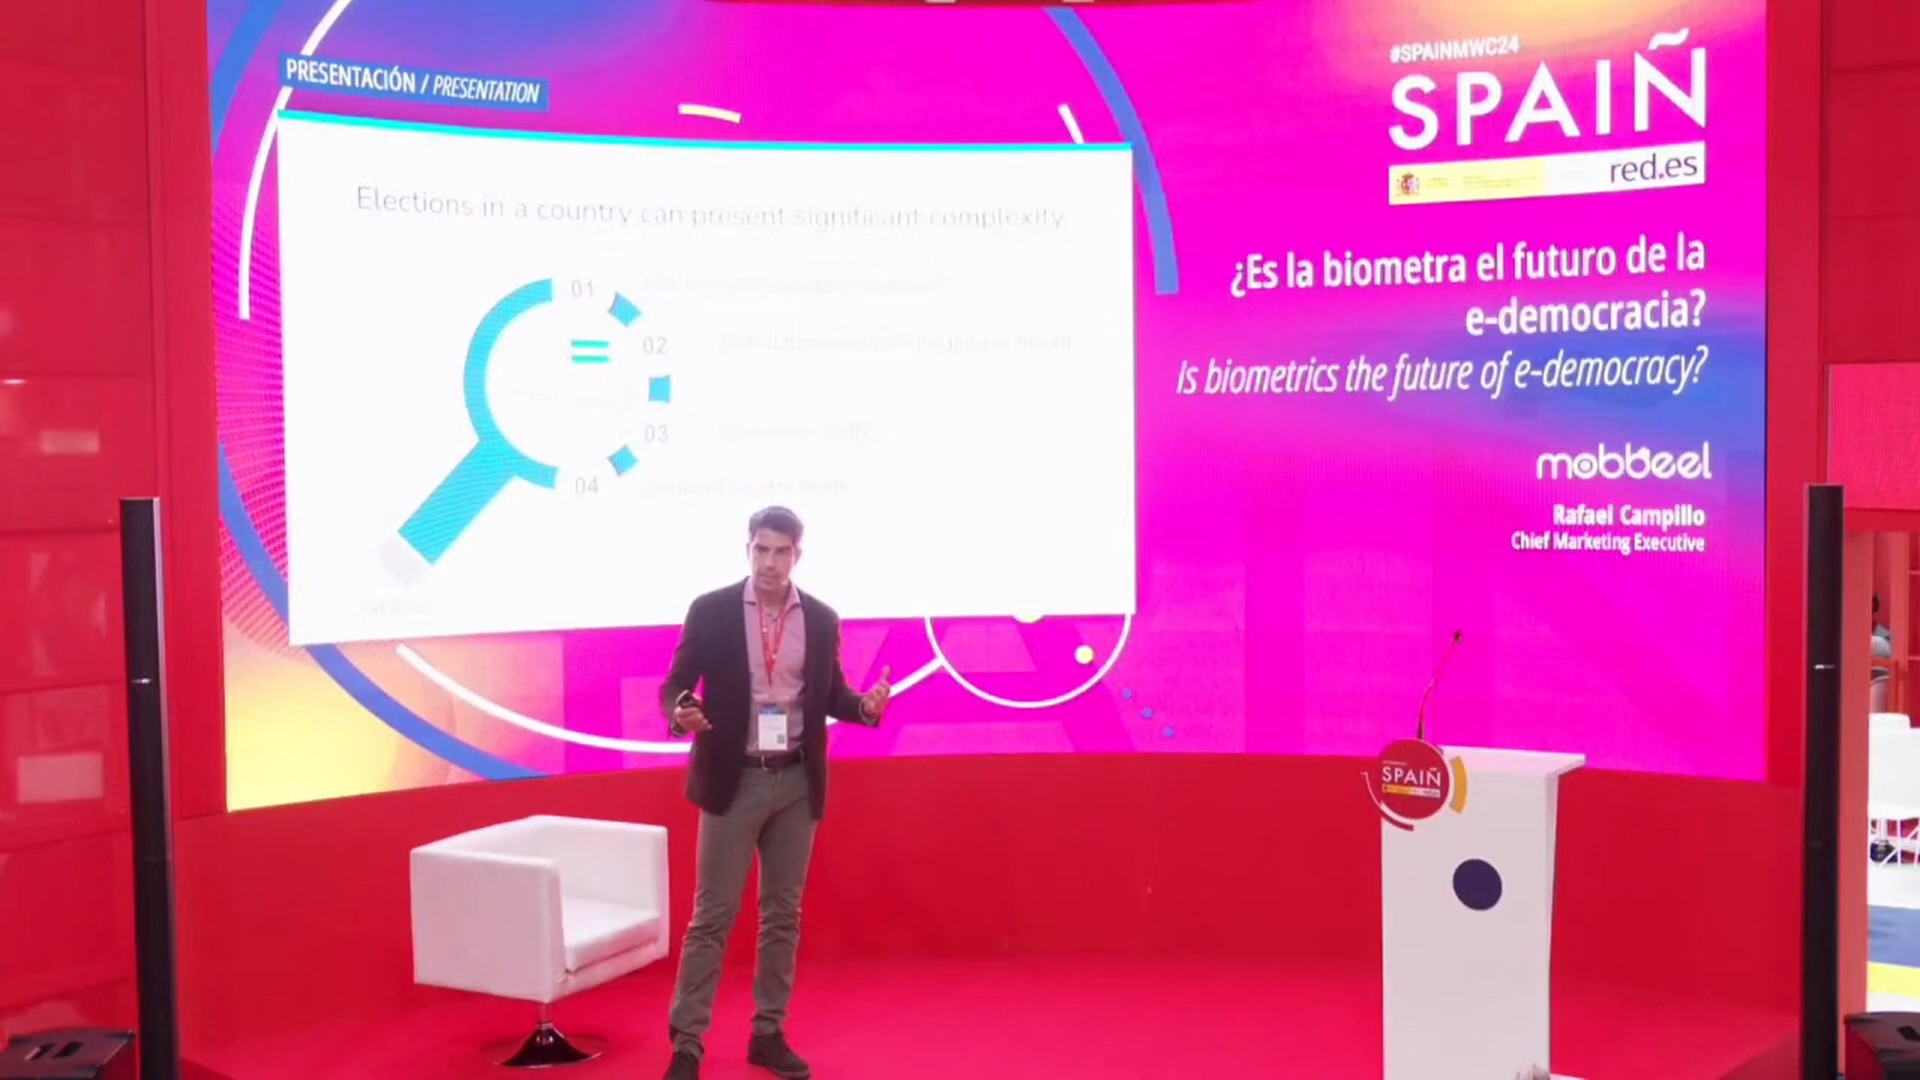 PRESENTACIÓN / PRESENTATION
Elections in a country can present significant complexity
01
02
03
04
#SPAINMWC24
SPAIÑ
red.es
¿Es la biometra el futuro de la
e-democracia?
Is biometrics the future of e-democracy?
mobbeel
Rafael Campillo
Chief Marketing Executive
SPAIÑ